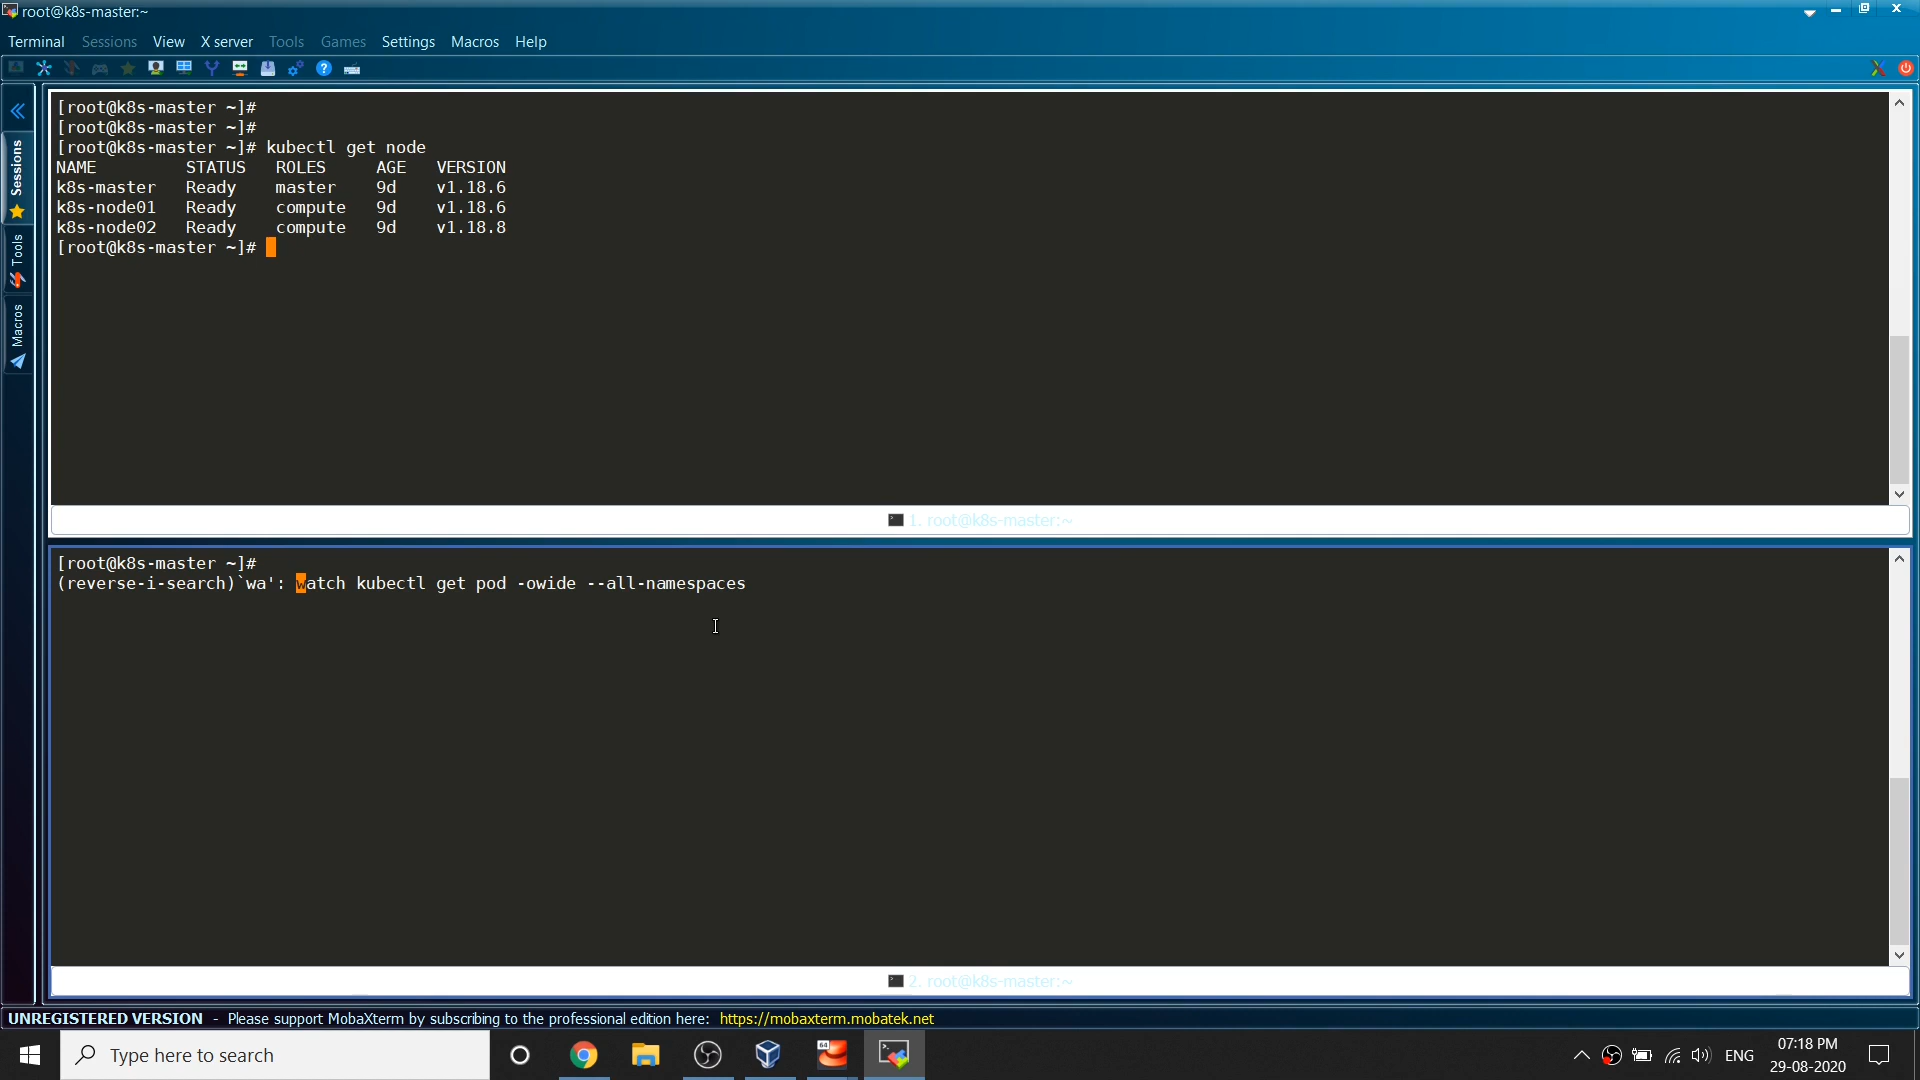 root@k8s-master:~
Terminal Sessions View X server Tools Games Settings Macros Help
Sessions
Tools
Macros
[root@k8s-master ~]#
[root@k8s-master ~]#
[root@k8s-master ~]# kubectl get node
NAME STATUS ROLES AGE VERSION
k8s-master Ready master 9d v1.18.6
k8s-node01 Ready compute 9d v1.18.6
k8s-node02 Ready compute 9d v1.18.8
[root@k8s-master ~]#
1. root@k8s-master:~
[root@k8s-master ~]#
(reverse-i-search)`wa': watch kubectl get pod -owide --all-namespaces
2. root@k8s-master:~
UNREGISTERED VERSION - Please support MobaXterm by subscribing to the professional edition here: https://mobaxterm.mobatek.net
Type here to search
64
ENG
07:18 PM
29-08-2020